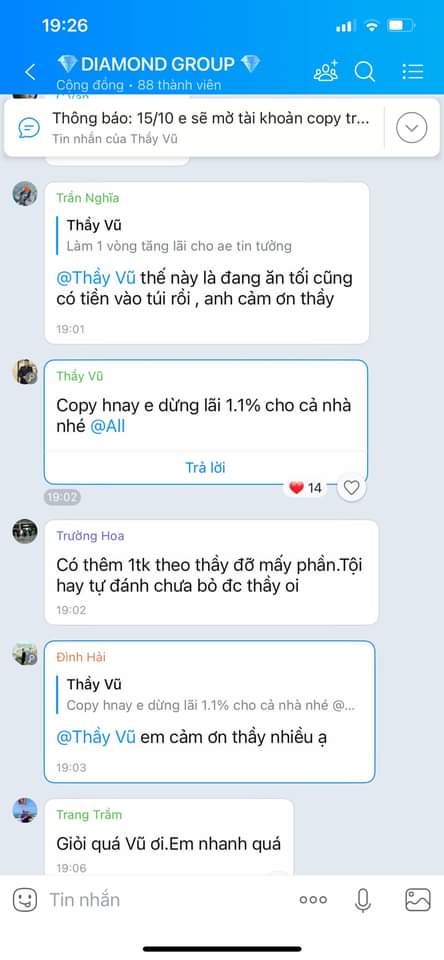 19:26
💎DIAMOND GROUP 💎
Cộng đồng • 88 thành viên
Thông báo: 15/10 e sẽ mở tài khoản copy tr...
Tin nhắn của Thầy Vũ
Trần Nghĩa
Thầy Vũ
Làm 1 vòng tăng lãi cho ae tin tưởng
@Thầy Vũ thế này là đang ăn tối cũng
có tiền vào túi rồi , anh cảm ơn thầy
19:01
Thầy Vũ
Copy hnay e dừng lãi 1.1% cho cả nhà
nhé @All
Trả lời
❤️ 14
19:02
Trường Hoa
Có thêm 1tk theo thầy đỡ mấy phần.Tội
hay tự đánh chưa bỏ đc thầy oi
19:02
Đình Hải
Thầy Vũ
Copy hnay e dừng lãi 1.1% cho cả nhà nhé @...
@Thầy Vũ em cảm ơn thầy nhiều ạ
19:03
Trang Trầm
Giỏi quá Vũ ơi.Em nhanh quá
19:06
Tin nhắn